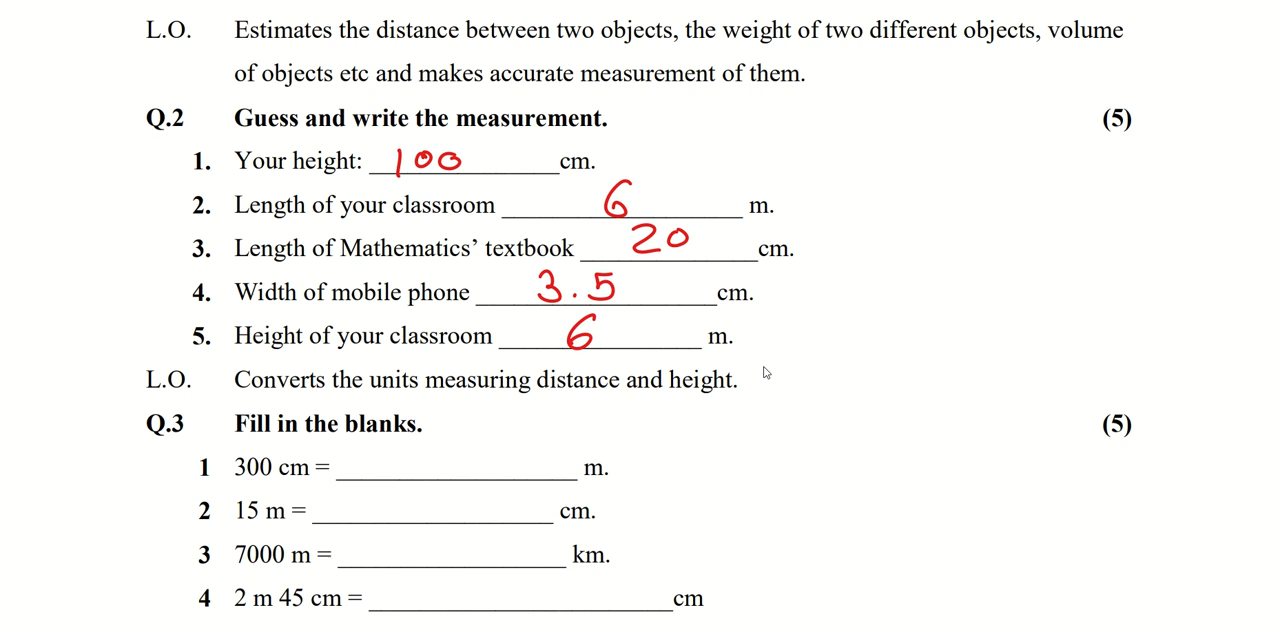 L.O. Estimates the distance between two objects, the weight of two different objects, volume
of objects etc and makes accurate measurement of them.
Q.2 Guess and write the measurement. (5)
1. Your height: 100 cm.
2. Length of your classroom 6 m.
3. Length of Mathematics' textbook 20 cm.
4. Width of mobile phone 3.5 cm.
5. Height of your classroom 6 m.
L.O. Converts the units measuring distance and height.
Q.3 Fill in the blanks. (5)
1 300 cm = ____________________ m.
2 15 m = ____________________ cm.
3 7000 m = ___________________ km.
4 2 m 45 cm = _________________________ cm